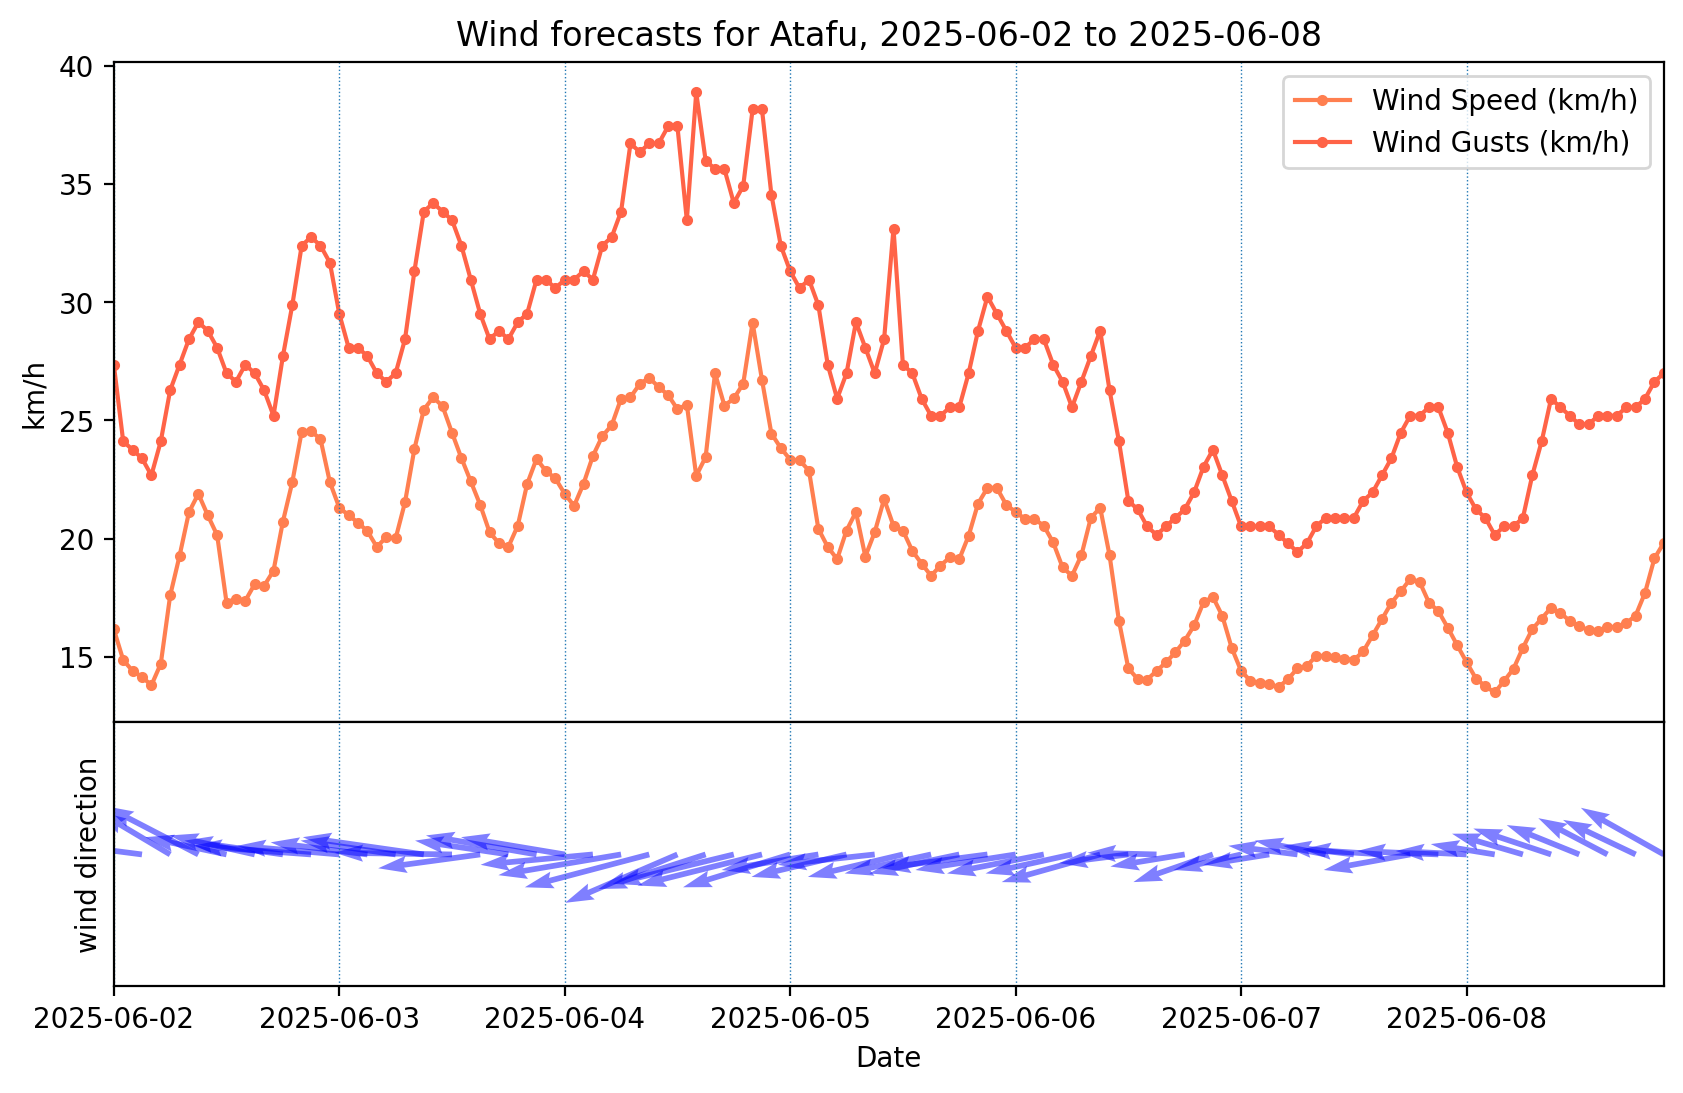 Wind forecasts for Atafu, 2025-06-02 to 2025-06-08
Wind Speed (km/h)
Wind Gusts (km/h)
km/h
40
35
30
25
20
15
wind direction
2025-06-02
2025-06-03
2025-06-04
2025-06-05
2025-06-06
2025-06-07
2025-06-08
Date